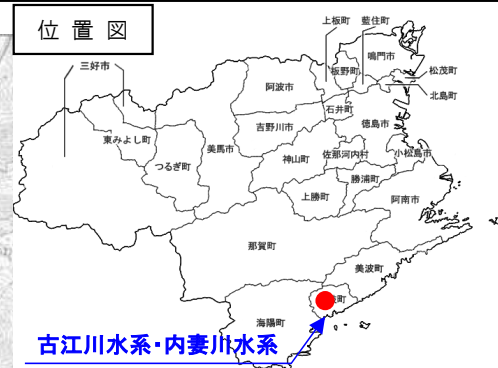 位置図
上板町 藍住町
三好市
鳴門市
板野町
松茂町
阿波市
北島町
石井町
東みよし町
吉野川市
徳島市
美馬市
つるぎ町
神山町
佐那河内村
小松島市
勝浦町
上勝町
阿南市
那賀町
美波町
町
海陽町
古江川水系・内妻川水系